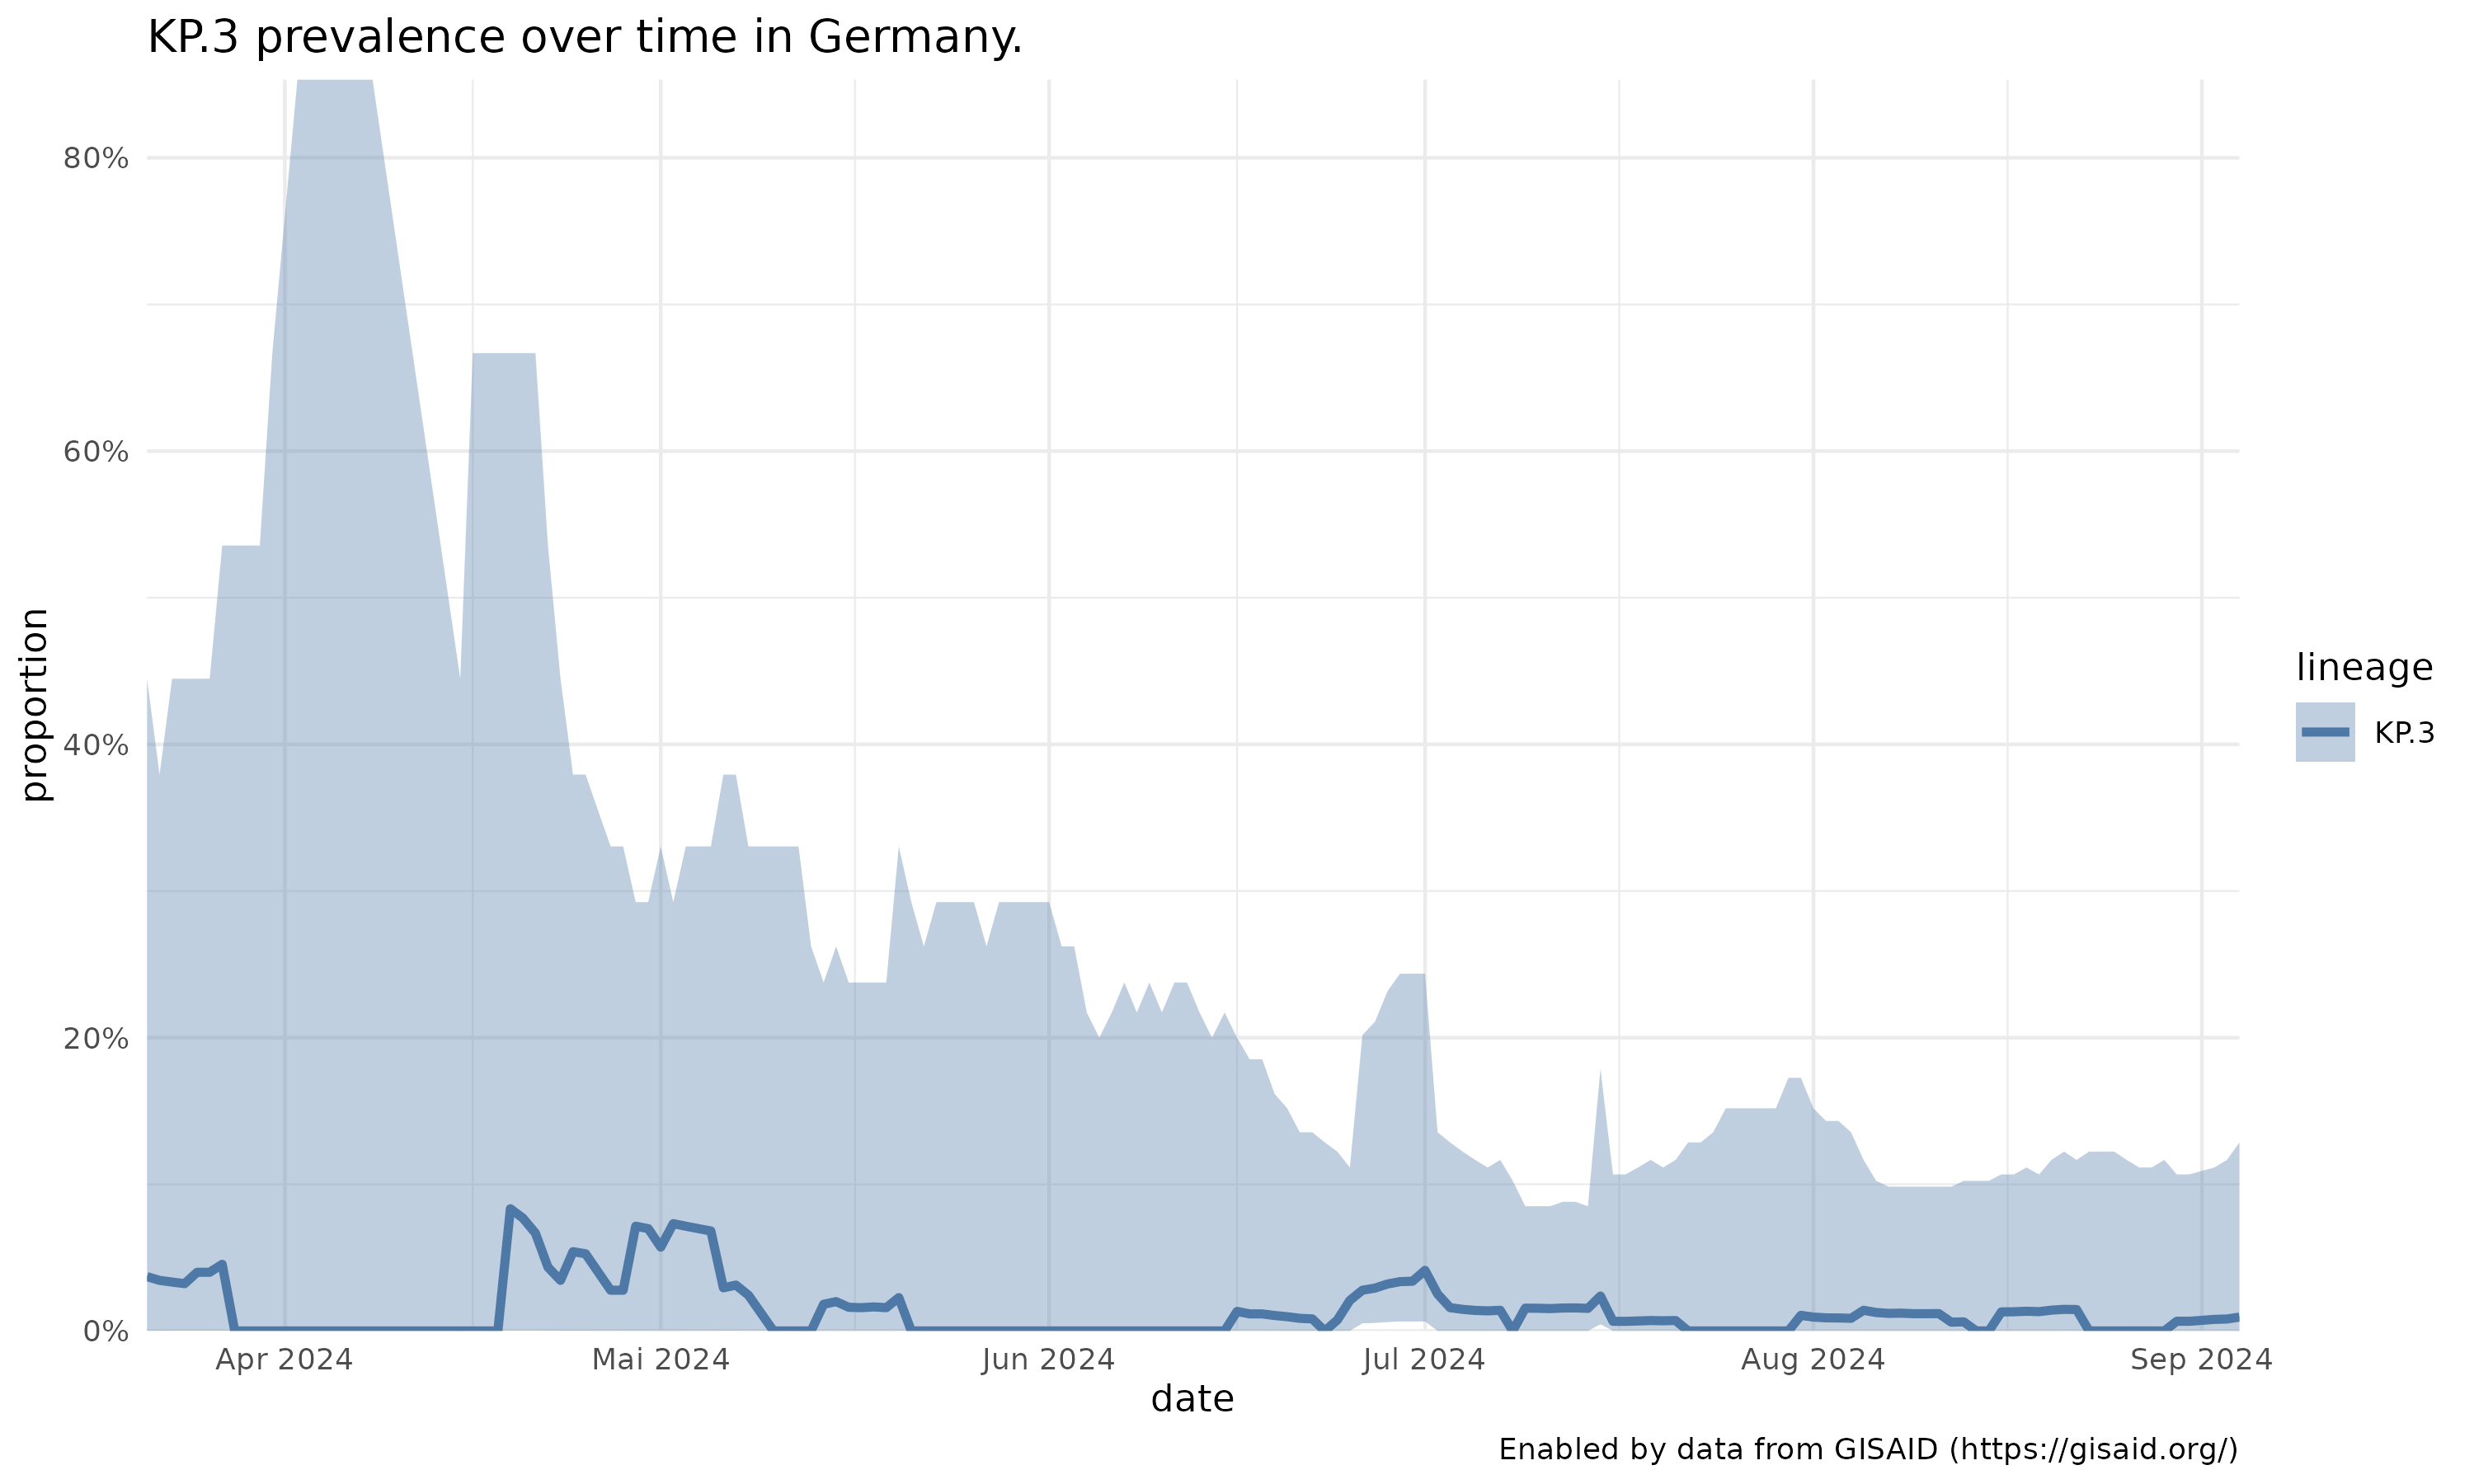 KP.3 prevalence over time in Germany.
80%
60%
40%
20%
0%
proportion
Apr 2024
Mai 2024
Jun 2024
Jul 2024
Aug 2024
Sep 2024
date
lineage
KP.3
Enabled by data from GISAID (https://gisaid.org/)